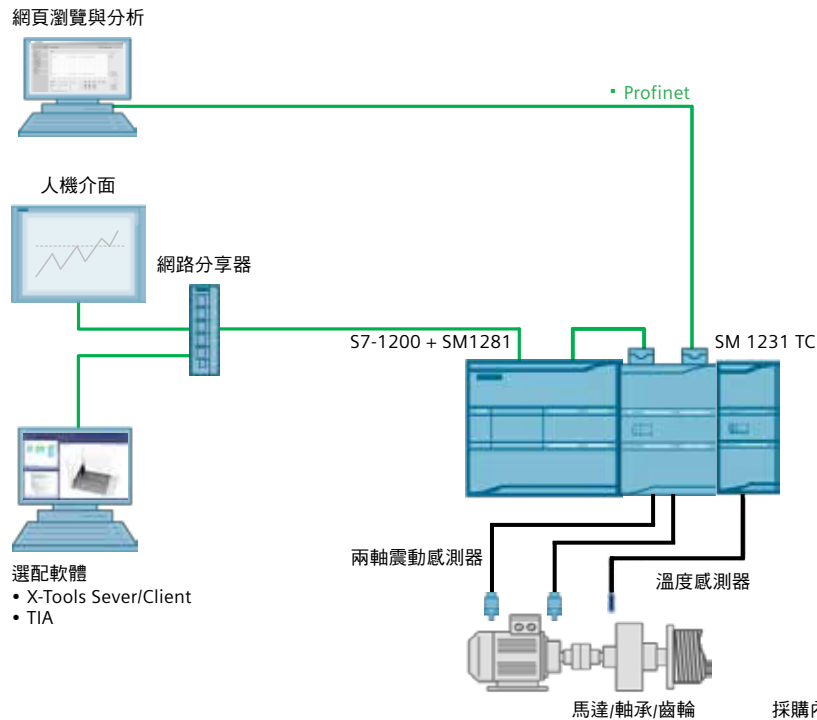 網頁瀏覽與分析
▪ Profinet
人機介面
網路分享器
S7-1200 + SM1281
SM 1231 TC
兩軸震動感測器
溫度感測器
選配軟體
• X-Tools Sever/Client
• TIA
馬達/軸承/齒輪
採購